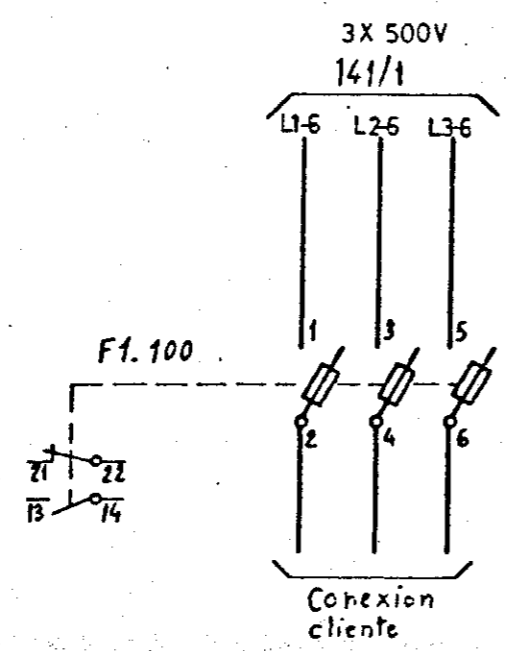 3X 500V
141/1
L1-6 L2-6 L3-6
1 3 5
F1.100
2 4 6
21 22
13 14
Conexion
cliente